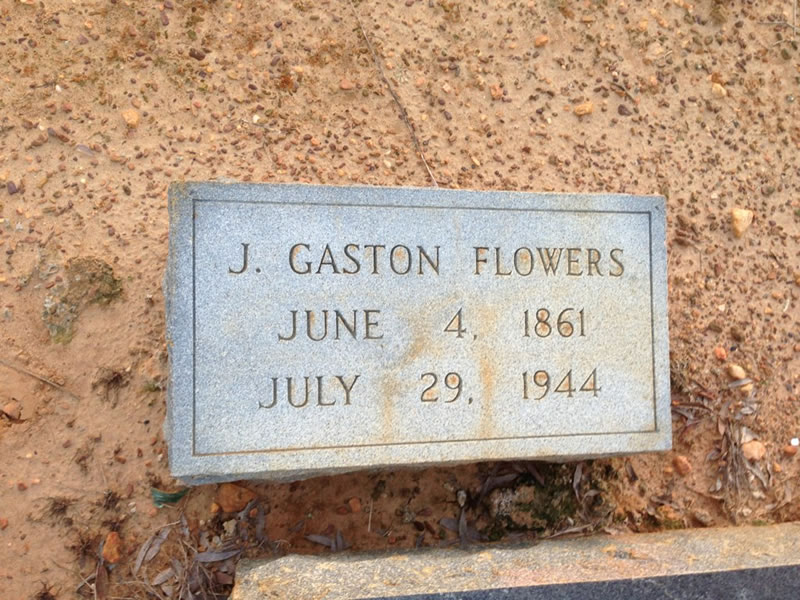 J. GASTON FLOWERS
JUNE 4, 1861
JULY 29, 1944